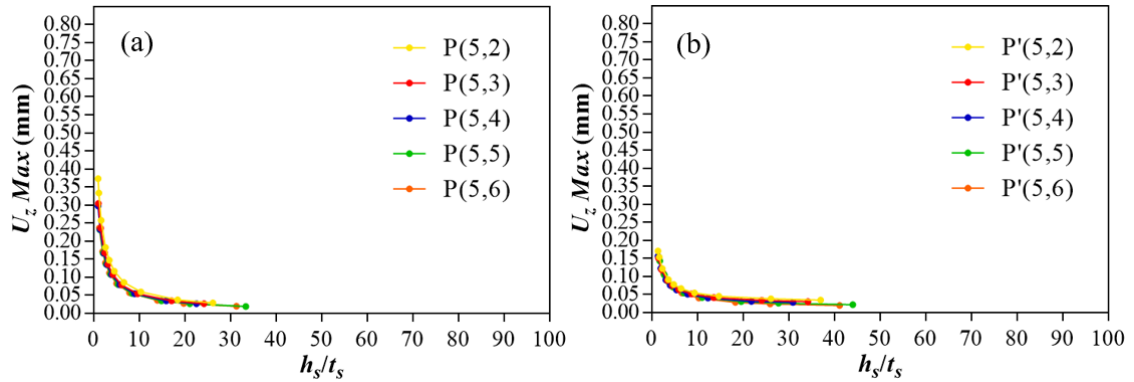 (a)
P(5,2)
P(5,3)
P(5,4)
P(5,5)
P(5,6)
U_z Max (mm)
0.80
0.75
0.70
0.65
0.60
0.55
0.50
0.45
0.40
0.35
0.30
0.25
0.20
0.15
0.10
0.05
0.00
0 10 20 30 40 50 60 70 80 90 100
h_s/t_s
(b)
P'(5,2)
P'(5,3)
P'(5,4)
P'(5,5)
P'(5,6)
U_z Max (mm)
0.80
0.75
0.70
0.65
0.60
0.55
0.50
0.45
0.40
0.35
0.30
0.25
0.20
0.15
0.10
0.05
0.00
0 10 20 30 40 50 60 70 80 90 100
h_s/t_s